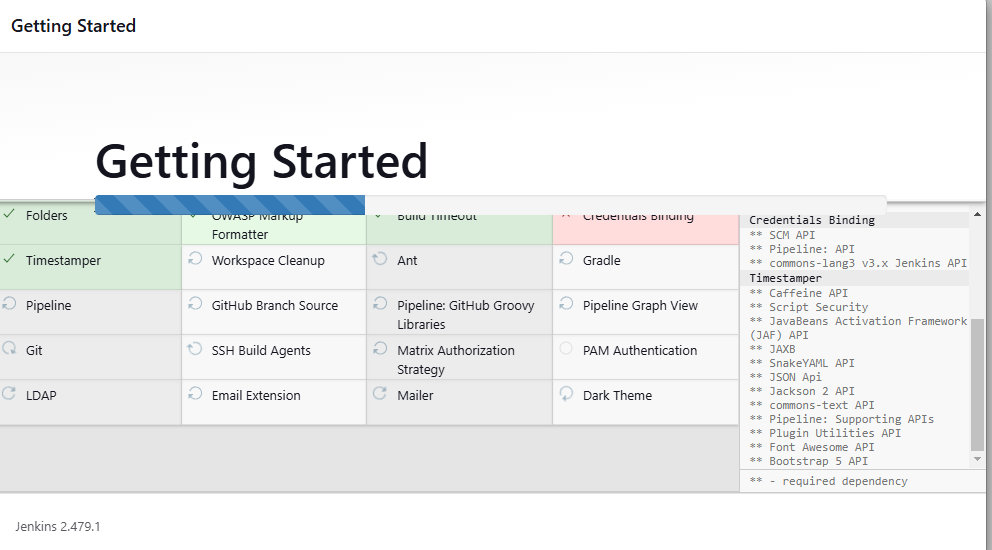 Getting Started
Getting Started
Folders
OWASP Markup
Formatter
Build Timeout
Credentials Binding
Timestamper
Workspace Cleanup
Ant
Gradle
Pipeline
GitHub Branch Source
Pipeline: GitHub Groovy
Libraries
Pipeline Graph View
Git
SSH Build Agents
Matrix Authorization
Strategy
PAM Authentication
LDAP
Email Extension
Mailer
Dark Theme
Credentials Binding
** SCM API
** Pipeline: API
** commons-lang3 v3.x Jenkins API
Timestamper
** Caffeine API
** Script Security
** JavaBeans Activation Framework
(JAF) API
** JAXB
** SnakeYAML API
** JSON Api
** Jackson 2 API
** commons-text API
** Pipeline: Supporting APIs
** Plugin Utilities API
** Font Awesome API
** Bootstrap 5 API
** - required dependency
Jenkins 2.479.1